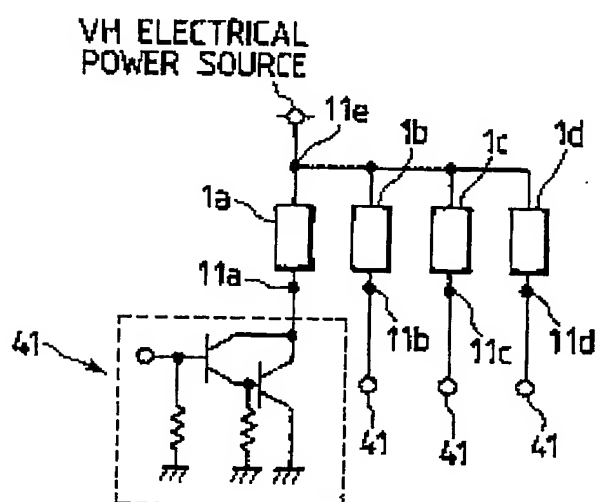 VH ELECTRICAL
POWER SOURCE
11e
1b
1c
1d
1a
11a
11b
11c
11d
41
41
41
41